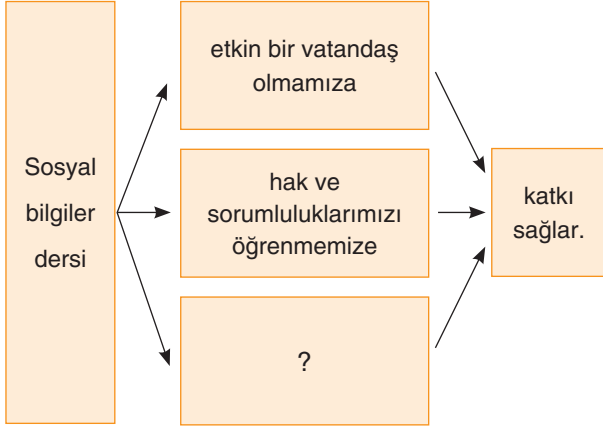 Sosyal
bilgiler
dersi
etkin bir vatandaş
olmamıza
hak ve
sorumluluklarımızı
öğrenmemize
?
katkı
sağlar.